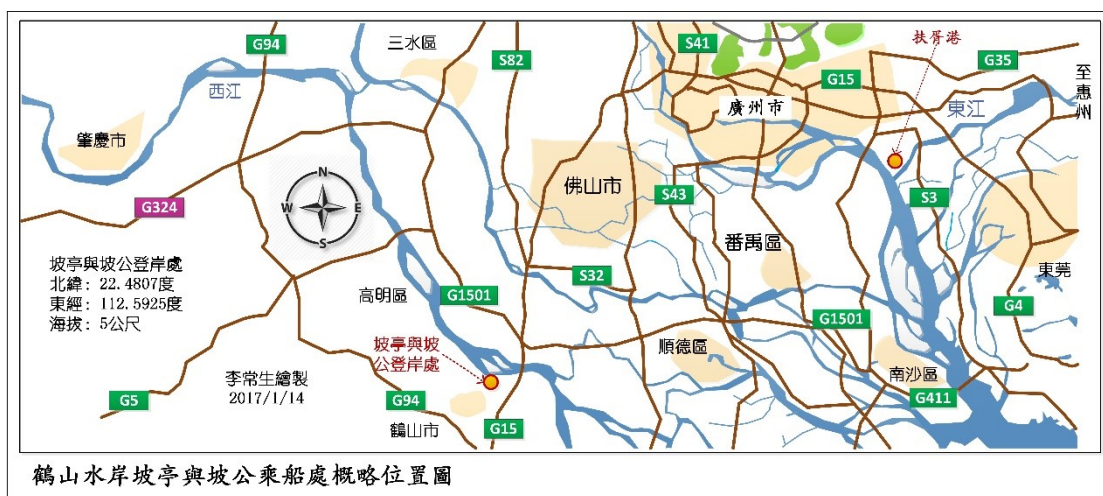 G94
三水區
S82
S41
扶胥港
G35
G15
至惠州
西江
廣州市
東江
肇慶市
N
W
E
S
G324
佛山市
S43
S3
番禺區
坡亭與坡公登岸處
北緯：22.4807度
東經：112.5925度
海拔：5公尺
S32
東莞
高明區
G1501
G1501
G4
坡亭與坡
公登岸處
順德區
南沙區
李常生繪製
2017/1/14
G5
G94
G411
鶴山市
G15
鶴山水岸坡亭與坡公乘船處概略位置圖